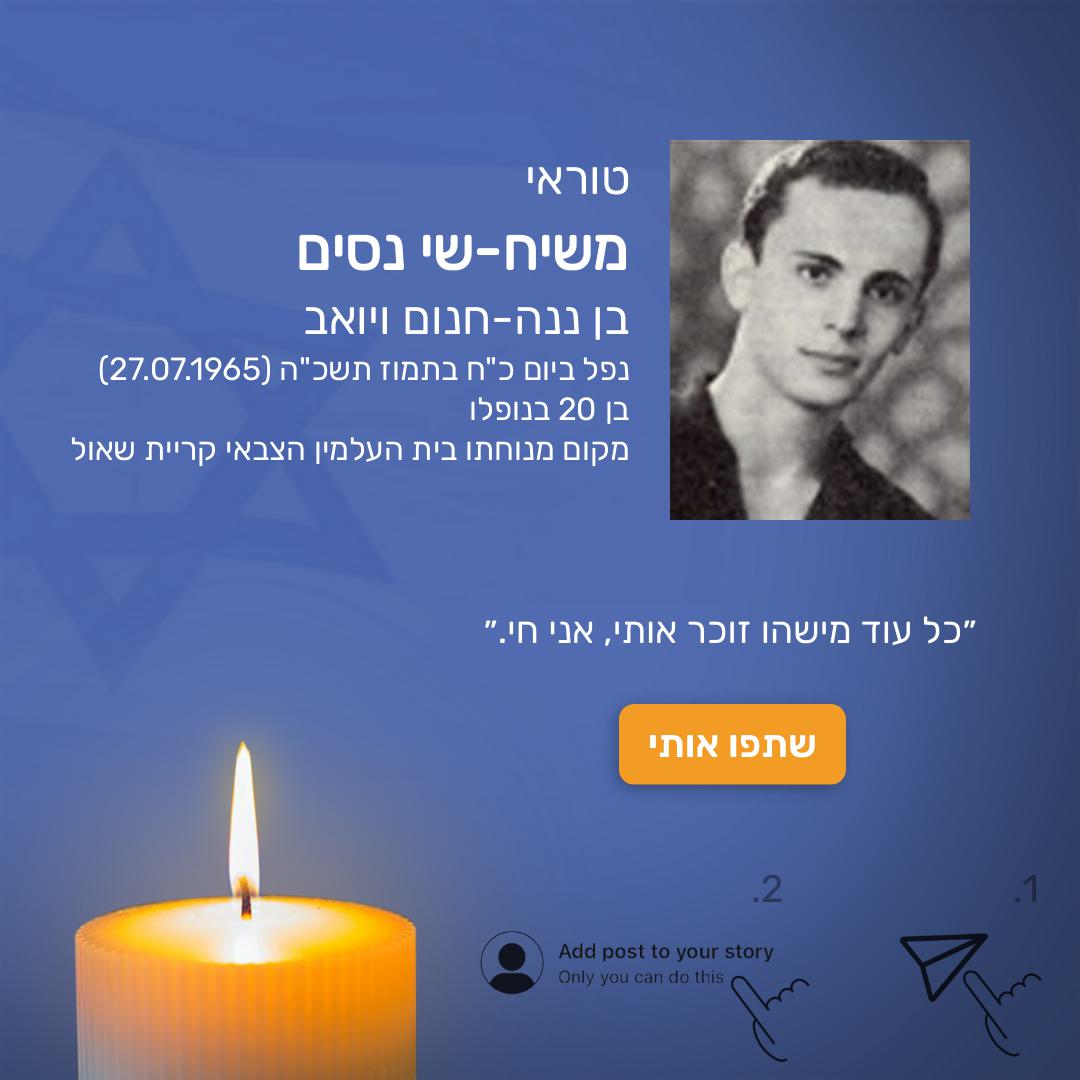 טוראי
משיח-שי נסים
בן ננה-חנום ויואב
נפל ביום כ"ח בתמוז תשכ"ה (27.07.1965)
בן 20 בנופלו
מקום מנוחתו בית העלמין הצבאי קריית שאול
״כל עוד מישהו זוכר אותי, אני חי.״
שתפו אותי
.1
.2
Add post to your story
Only you can do this